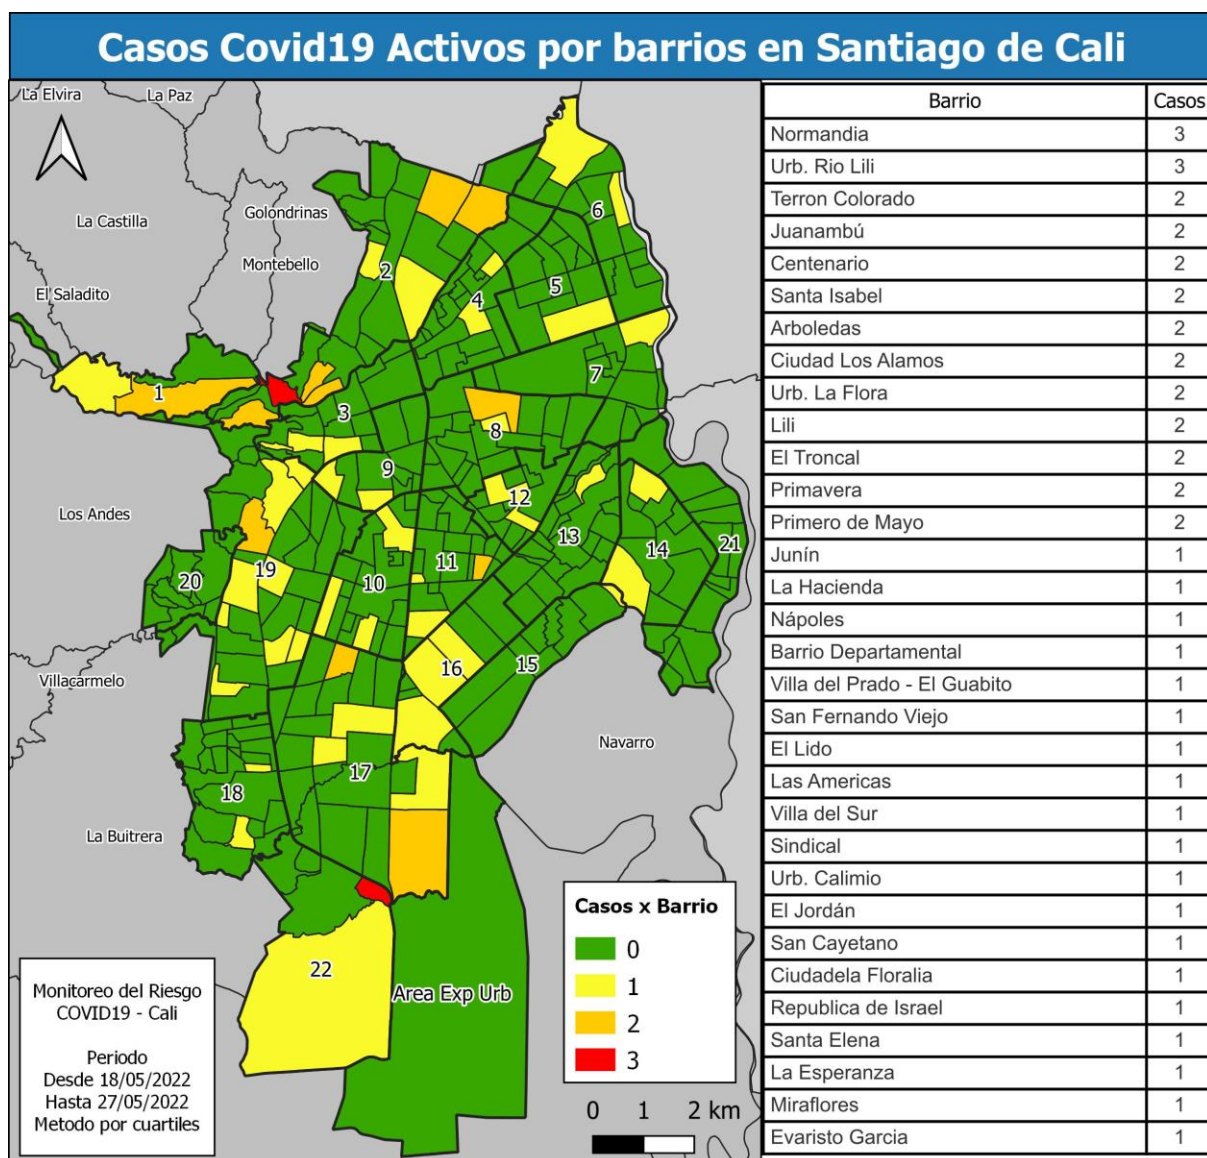 Casos Covid19 Activos por barrios en Santiago de Cali
La Elvira
La Paz
La Castilla
Golondrinas
Montebello
El Saladito
Los Andes
Villacarmelo
La Buitrera
Navarro
1
2
3
4
5
6
7
8
9
10
11
12
13
14
15
16
17
18
19
20
21
22
Area Exp Urb
Monitoreo del Riesgo
COVID19 - Cali
Periodo
Desde 18/05/2022
Hasta 27/05/2022
Metodo por cuartiles
Casos x Barrio
0
1
2
3
0 1 2 km
Barrio Casos
Normandia 3
Urb. Rio Lili 3
Terron Colorado 2
Juanambú 2
Centenario 2
Santa Isabel 2
Arboledas 2
Ciudad Los Alamos 2
Urb. La Flora 2
Lili 2
El Troncal 2
Primavera 2
Primero de Mayo 2
Junín 1
La Hacienda 1
Nápoles 1
Barrio Departamental 1
Villa del Prado - El Guabito 1
San Fernando Viejo 1
El Lido 1
Las Americas 1
Villa del Sur 1
Sindical 1
Urb. Calimio 1
El Jordán 1
San Cayetano 1
Ciudadela Floralia 1
Republica de Israel 1
Santa Elena 1
La Esperanza 1
Miraflores 1
Evaristo Garcia 1